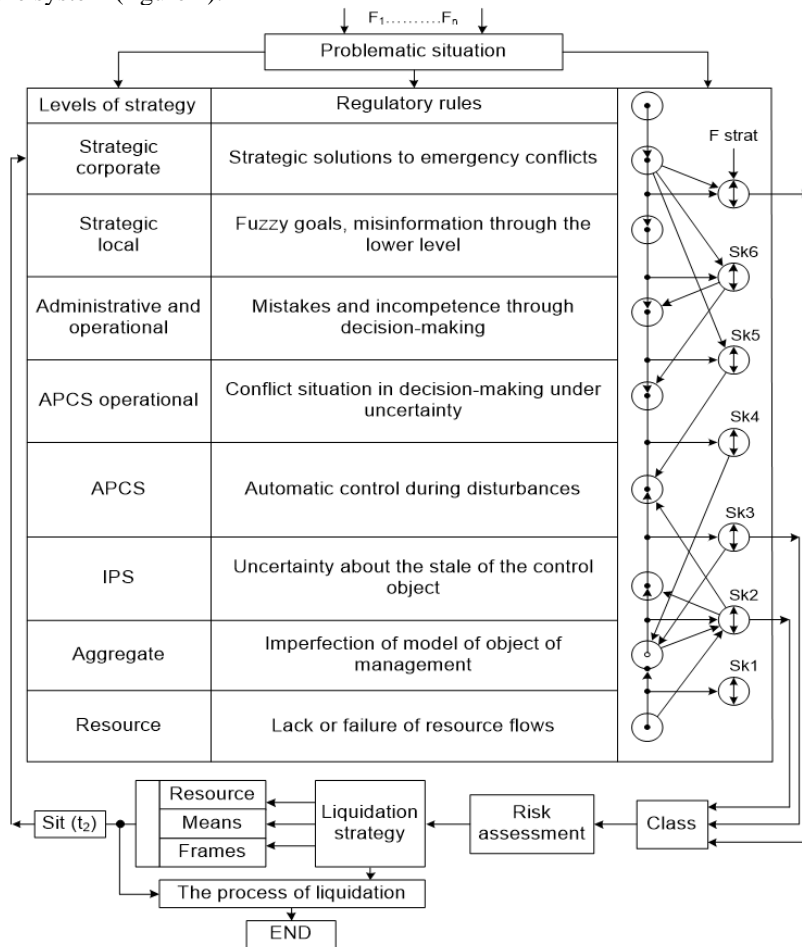 F₁..........Fₙ
Problematic situation
Levels of strategy
Regulatory rules
Strategic
corporate
Strategic solutions to emergency conflicts
F strat
Strategic
local
Fuzzy goals, misinformation through the
lower level
Sk6
Administrative and
operational
Mistakes and incompetence through
decision-making
Sk5
APCS operational
Conflict situation in decision-making under
uncertainty
Sk4
APCS
Automatic control during disturbances
Sk3
IPS
Uncertainty about the stale of the control
object
Sk2
Aggregate
Imperfection of model of object of
management
Sk1
Resource
Lack or failure of resource flows
Sit (t₂)
Resource
Means
Frames
Liquidation
strategy
Risk
assessment
Class
The process of liquidation
END